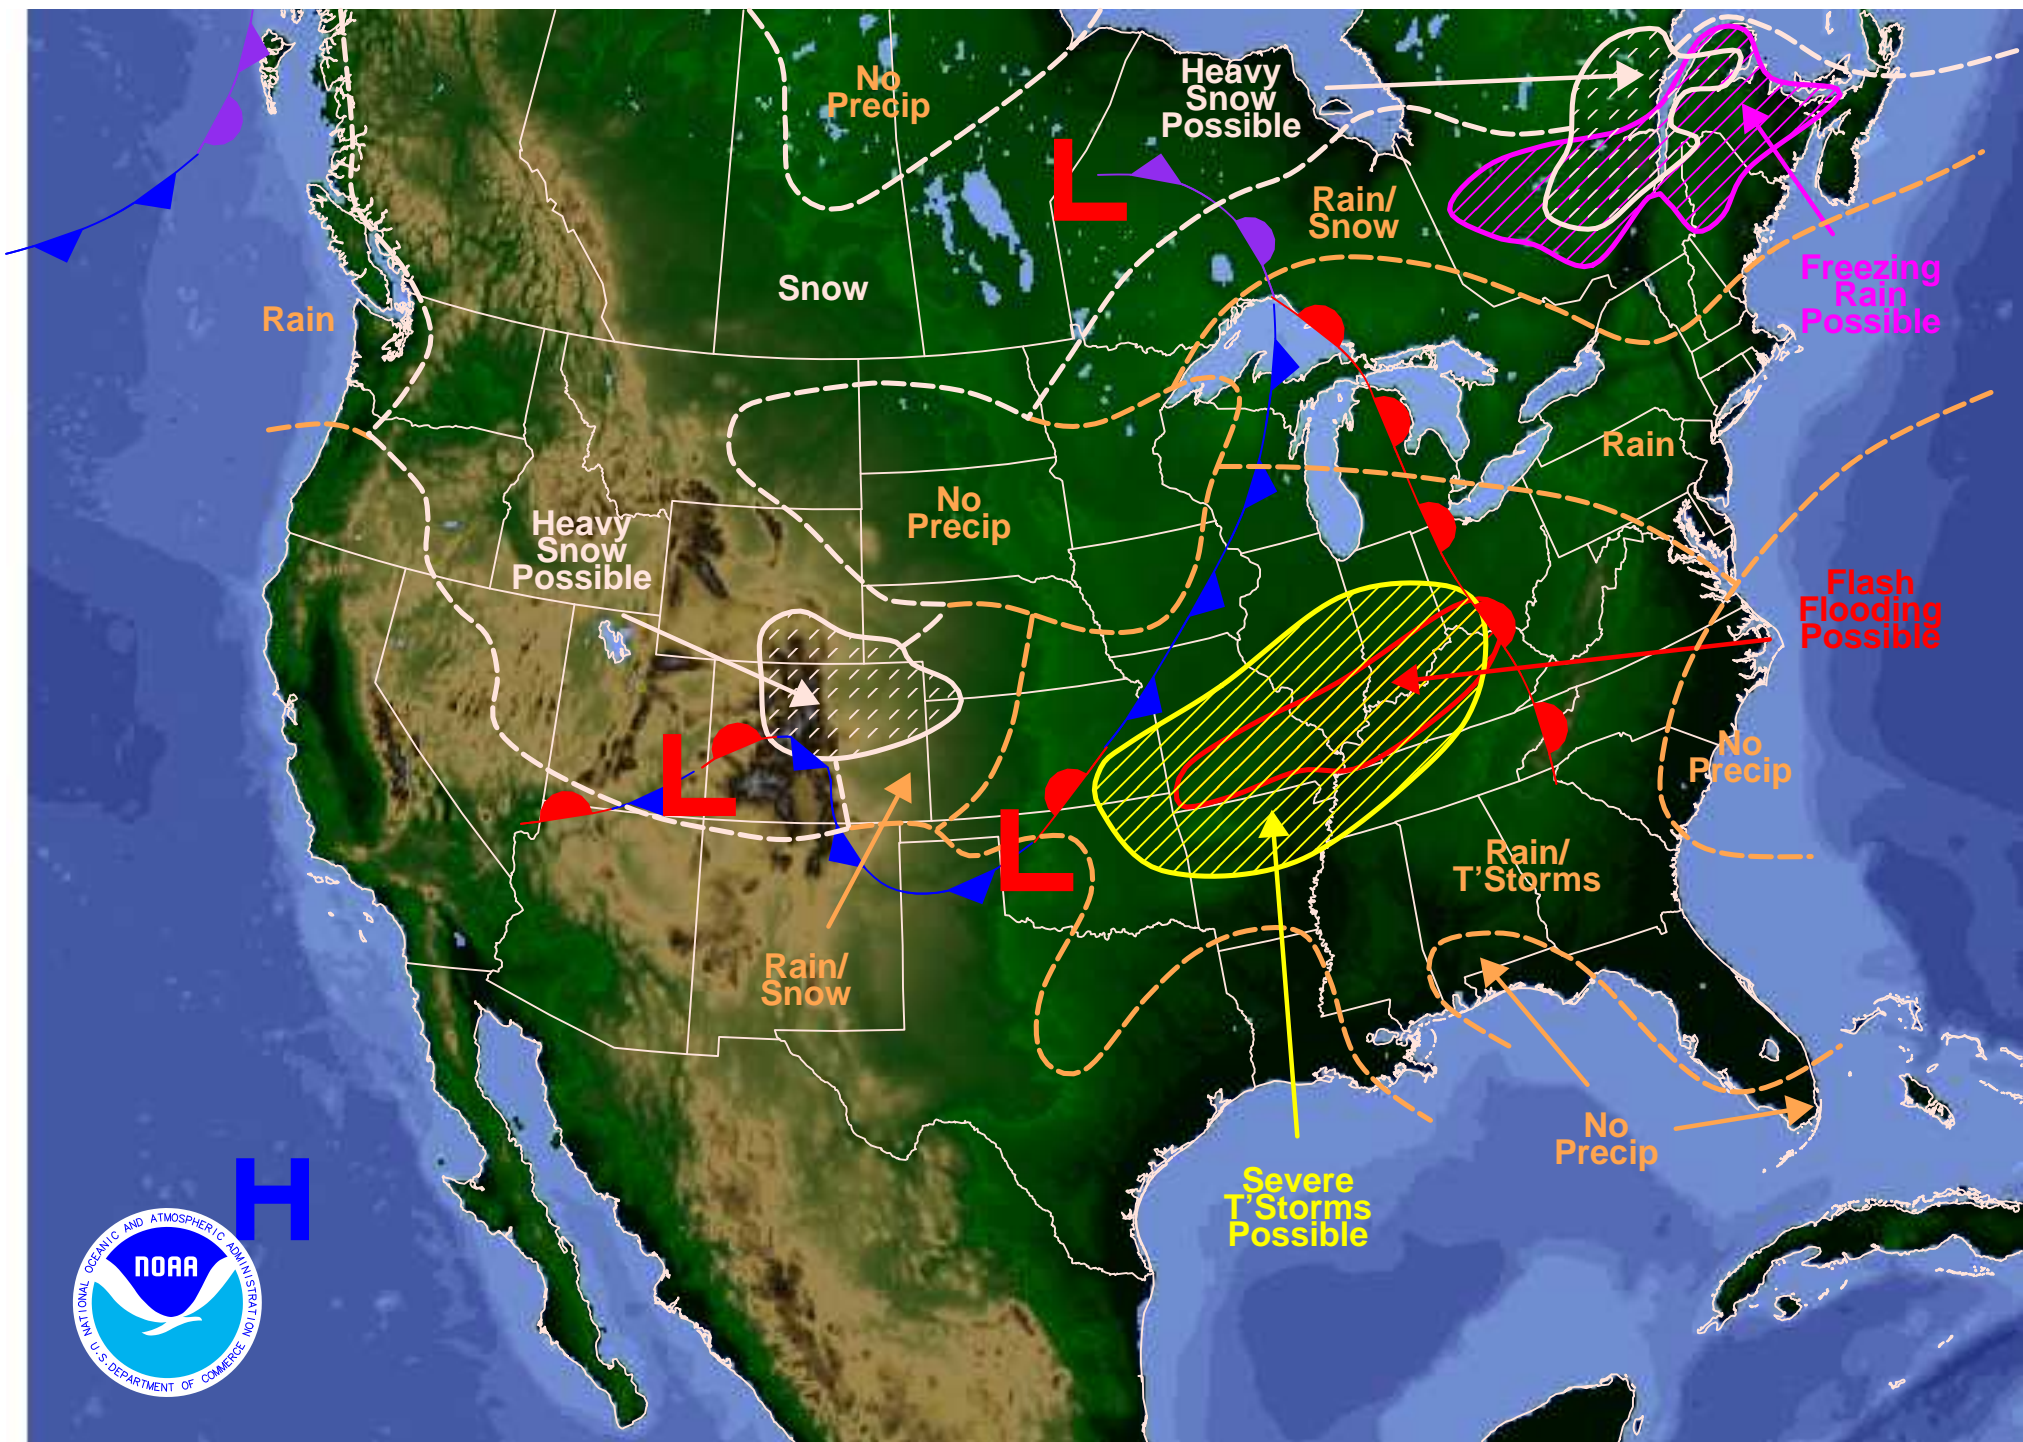 No
Precip
Heavy
Snow
Possible
Rain/
Snow
Freezing
Rain
Possible
Snow
Rain
Rain
No
Precip
Heavy
Snow
Possible
Flash
Flooding
Possible
No
Precip
Rain/
T'Storms
Rain/
Snow
No
Precip
Severe
T'Storms
Possible
L
L
L
H
NATIONAL OCEANIC AND ATMOSPHERIC ADMINISTRATION
NOAA
U.S. DEPARTMENT OF COMMERCE